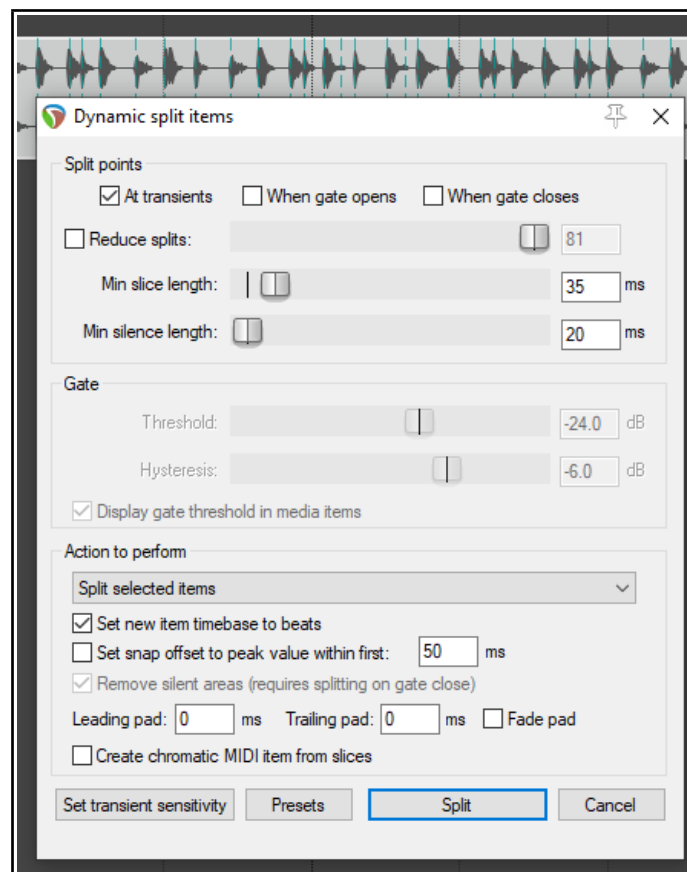 Dynamic split items
Split points
At transients When gate opens When gate closes
Reduce splits: 81
Min slice length: 35 ms
Min silence length: 20 ms
Gate
Threshold: -24.0 dB
Hysteresis: -6.0 dB
Display gate threshold in media items
Action to perform
Split selected items
Set new item timebase to beats
Set snap offset to peak value within first: 50 ms
Remove silent areas (requires splitting on gate close)
Leading pad: 0 ms Trailing pad: 0 ms Fade pad
Create chromatic MIDI item from slices
Set transient sensitivity Presets Split Cancel